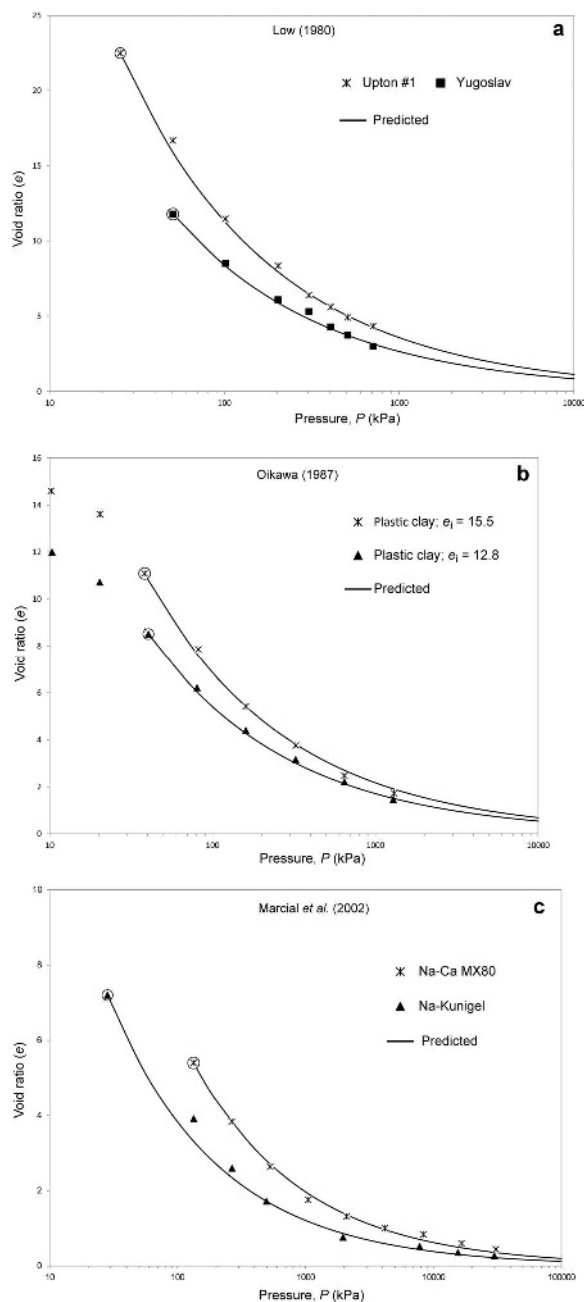 Low (1980)
a
Upton #1 Yugoslav
Predicted
Void ratio (e)
25
20
15
10
5
0
10 100 1000 10000
Pressure, P (kPa)
Oikawa (1987)
b
Plastic clay; ei = 15.5
Plastic clay; ei = 12.8
Predicted
Void ratio (e)
16
14
12
10
8
6
4
2
0
10 100 1000 10000
Pressure, P (kPa)
Marcial et al. (2002)
c
Na-Ca MX80
Na-Kunigel
Predicted
Void ratio (e)
10
8
6
4
2
0
10 100 1000 10000 100000
Pressure, P (kPa)